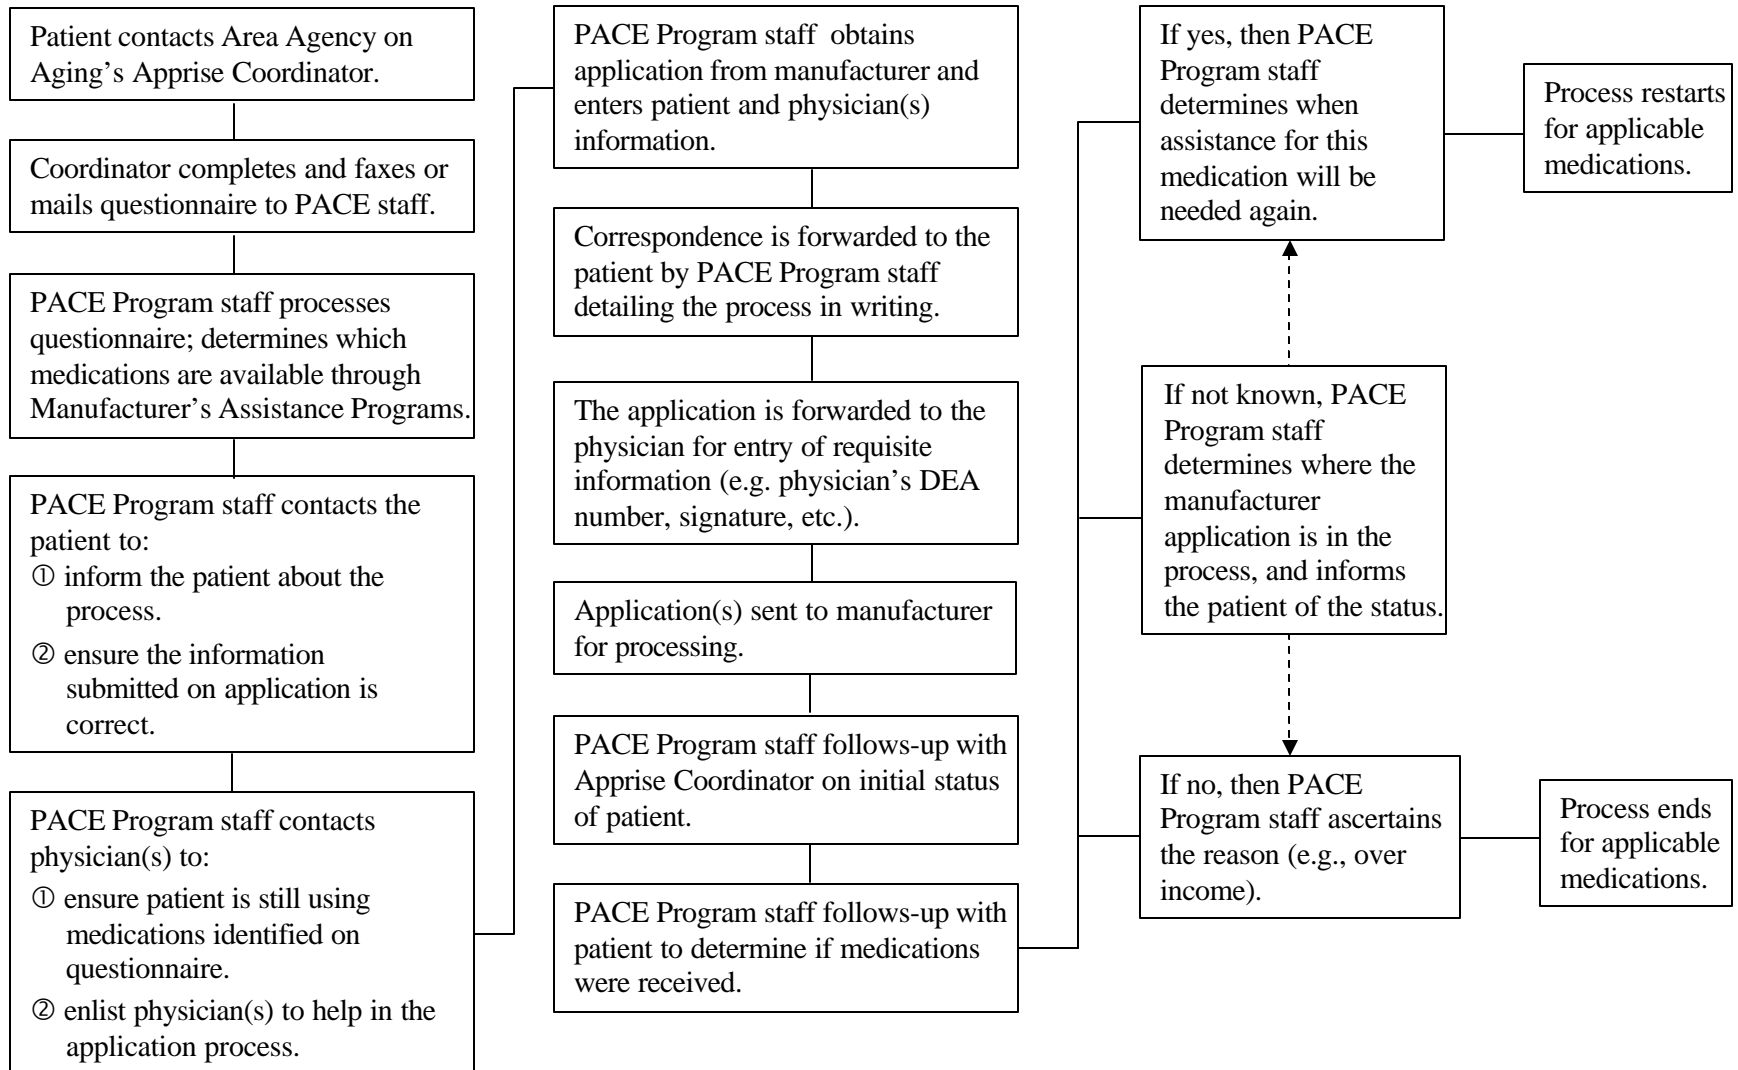 Patient contacts Area Agency on
Aging’s Apprise Coordinator.
Coordinator completes and faxes or
mails questionnaire to PACE staff.
PACE Program staff processes
questionnaire; determines which
medications are available through
Manufacturer’s Assistance Programs.
PACE Program staff contacts the
patient to:
① inform the patient about the
process.
② ensure the information
submitted on application is
correct.
PACE Program staff contacts
physician(s) to:
① ensure patient is still using
medications identified on
questionnaire.
② enlist physician(s) to help in the
application process.
PACE Program staff obtains
application from manufacturer and
enters patient and physician(s)
information.
Correspondence is forwarded to the
patient by PACE Program staff
detailing the process in writing.
The application is forwarded to the
physician for entry of requisite
information (e.g. physician’s DEA
number, signature, etc.).
Application(s) sent to manufacturer
for processing.
PACE Program staff follows-up with
Apprise Coordinator on initial status
of patient.
PACE Program staff follows-up with
patient to determine if medications
were received.
If yes, then PACE
Program staff
determines when
assistance for this
medication will be
needed again.
Process restarts
for applicable
medications.
If not known, PACE
Program staff
determines where the
manufacturer
application is in the
process, and informs
the patient of the status.
If no, then PACE
Program staff ascertains
the reason (e.g., over
income).
Process ends
for applicable
medications.